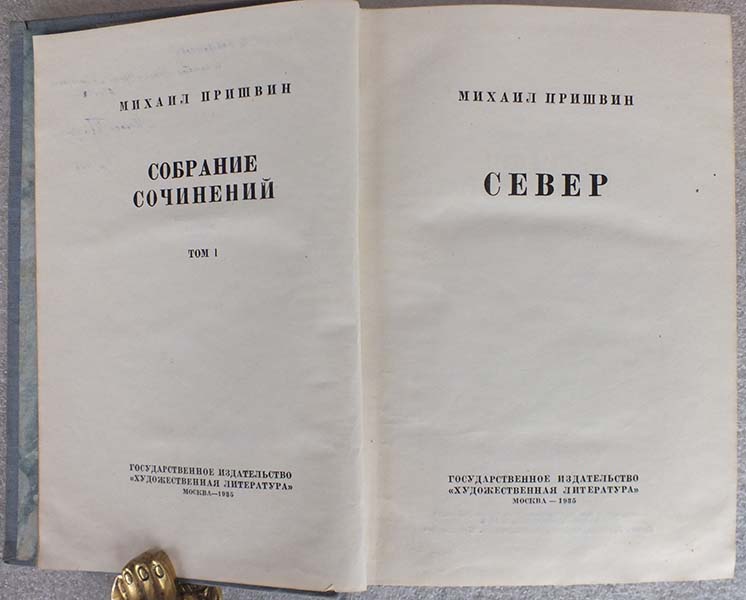 МИХАИЛ ПРИШВИН
СОБРАНИЕ
СОЧИНЕНИЙ
ТОМ 1
ГОСУДАРСТВЕННОЕ ИЗДАТЕЛЬСТВО
«ХУДОЖЕСТВЕННАЯ ЛИТЕРАТУРА»
МОСКВА—1935
МИХАИЛ ПРИШВИН
СЕВЕР
ГОСУДАРСТВЕННОЕ ИЗДАТЕЛЬСТВО
«ХУДОЖЕСТВЕННАЯ ЛИТЕРАТУРА»
МОСКВА — 1935